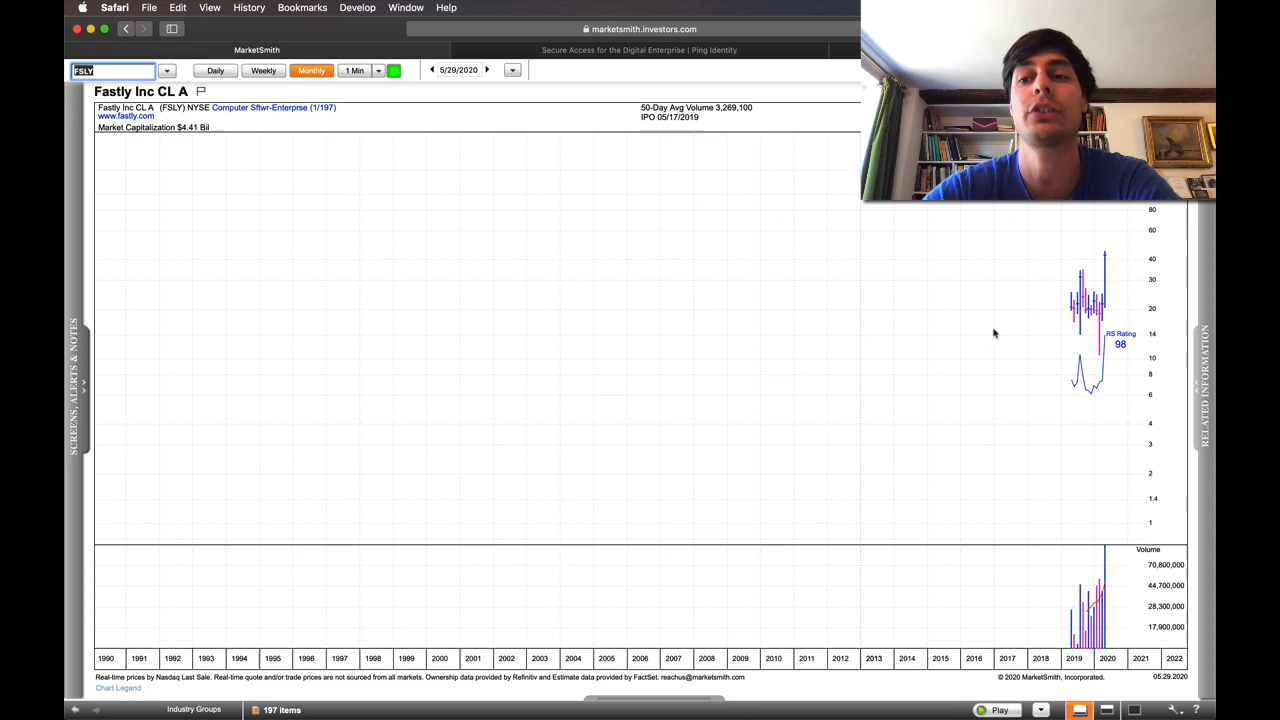 Safari File Edit View History Bookmarks Develop Window Help
marketsmith.investors.com
MarketSmith Secure Access for the Digital Enterprise | Ping Identity
FSLY Daily Weekly Monthly 1 Min 5/29/2020
Fastly Inc CL A
Fastly Inc CL A (FSLY) NYSE Computer Sftwr-Enterprse (1/197) 50-Day Avg Volume 3,269,100
www.fastly.com IPO 05/17/2019
Market Capitalization $4.41 Bil
80
60
40
30
20
14
RS Rating
98
10
8
6
4
3
2
1.4
1
Volume
70,800,000
44,700,000
28,300,000
17,900,000
SCREENS, ALERTS & NOTES
RELATED INFORMATION
1990 1991 1992 1993 1994 1995 1996 1997 1998 1999 2000 2001 2002 2003 2004 2005 2006 2007 2008 2009 2010 2011 2012 2013 2014 2015 2016 2017 2018 2019 2020 2021 2022
Real-time prices by Nasdaq Last Sale. Real-time quote and/or trade prices are not sourced from all markets. Ownership data provided by Refinitiv and Estimate data provided by FactSet. reachus@marketsmith.com © 2020 MarketSmith, Incorporated. 05.29.2020
Chart Legend
Industry Groups 197 items Play ?